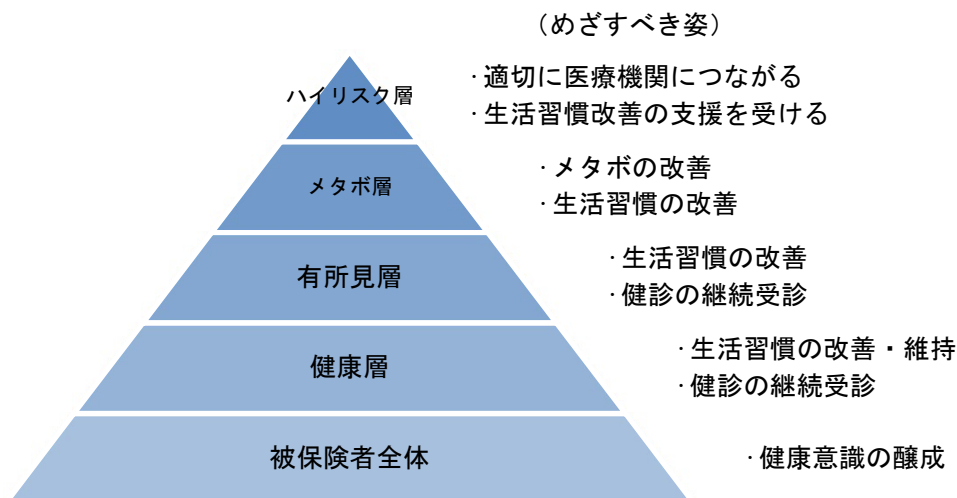 （めざすべき姿）
ハイリスク層
・適切に医療機関につながる
・生活習慣改善の支援を受ける
メタボ層
・メタボの改善
・生活習慣の改善
有所見層
・生活習慣の改善
・健診の継続受診
健康層
・生活習慣の改善・維持
・健診の継続受診
被保険者全体
・健康意識の醸成